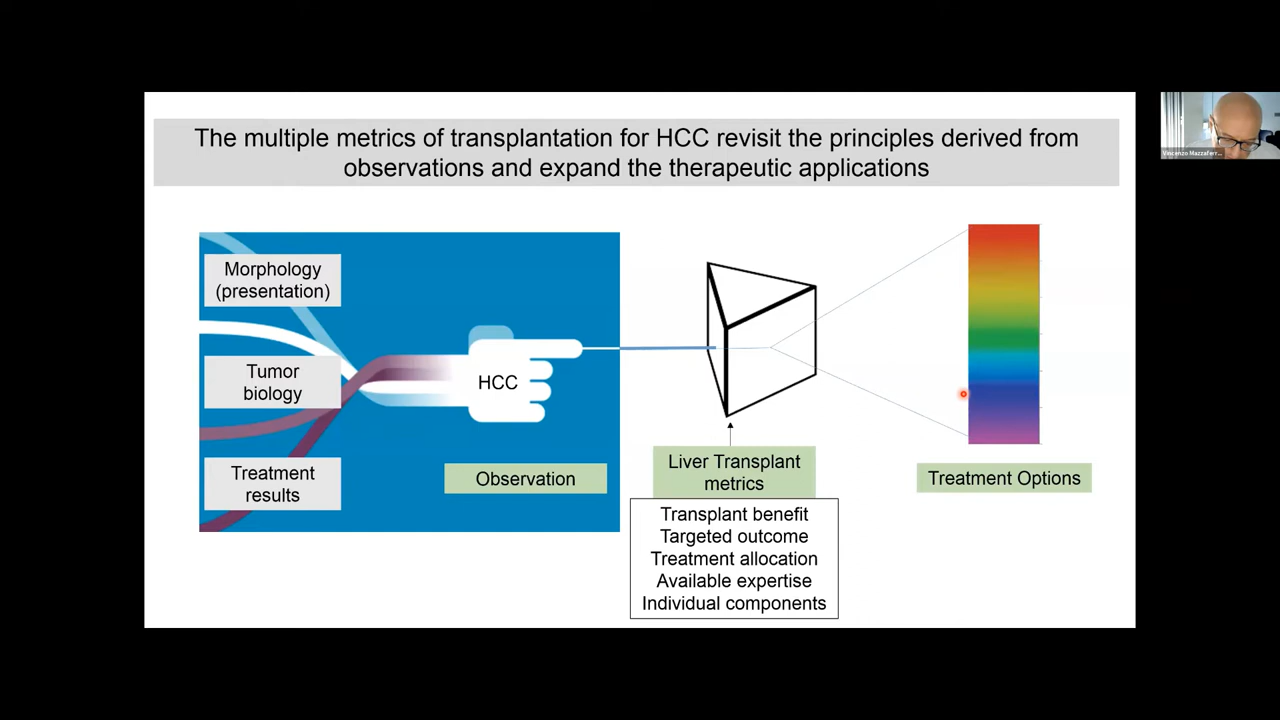 The multiple metrics of transplantation for HCC revisit the principles derived from
observations and expand the therapeutic applications
Morphology
(presentation)
Tumor
biology
Treatment
results
HCC
Observation
Liver Transplant
metrics
Transplant benefit
Targeted outcome
Treatment allocation
Available expertise
Individual components
Treatment Options
Vincenzo Mazzaferr...